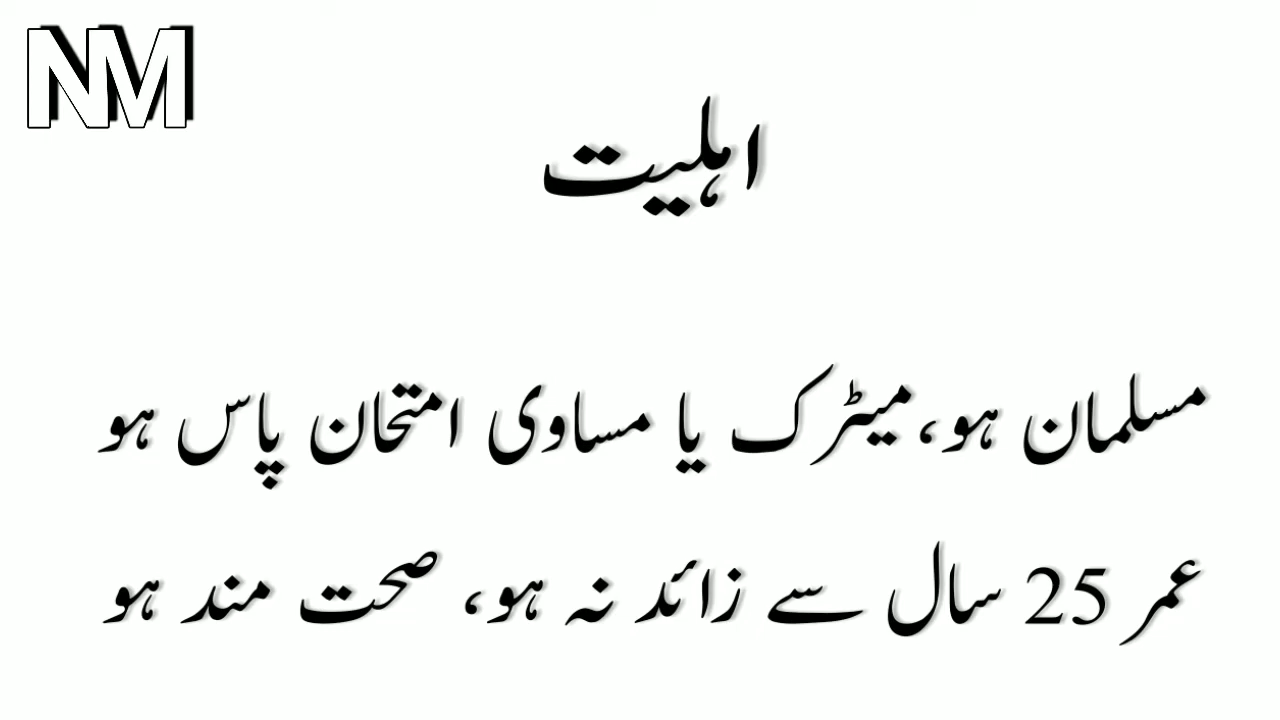 NM
اہلیت
مسلمان ہو، میٹرک یا مساوی امتحان پاس ہو
عمر 25 سال سے زائد نہ ہو، صحت مند ہو